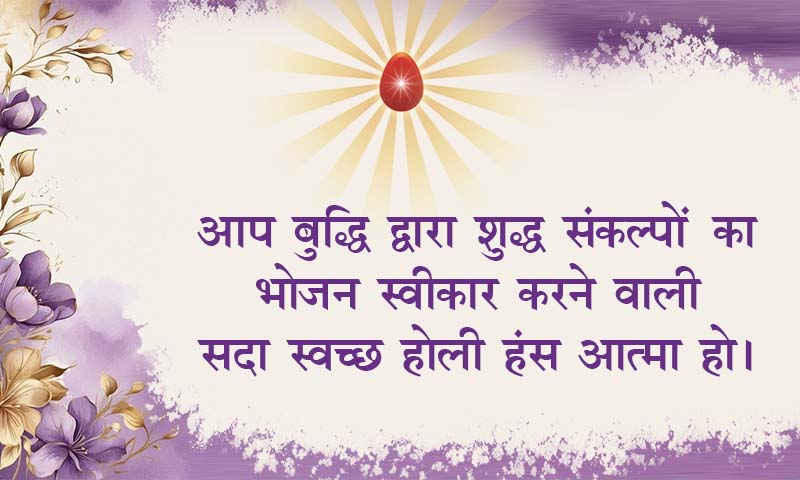 आप बुद्धि द्वारा शुद्ध संकल्पों का
भोजन स्वीकार करने वाली
सदा स्वच्छ होली हंस आत्मा हो।